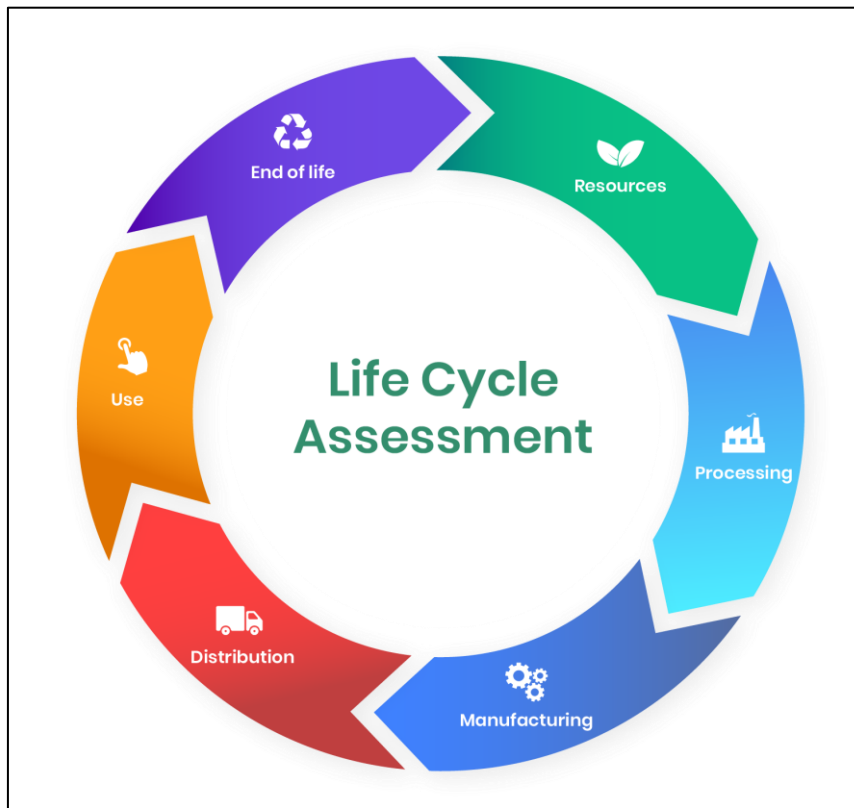 Life Cycle
Assessment
Resources
Processing
Manufacturing
Distribution
Use
End of life